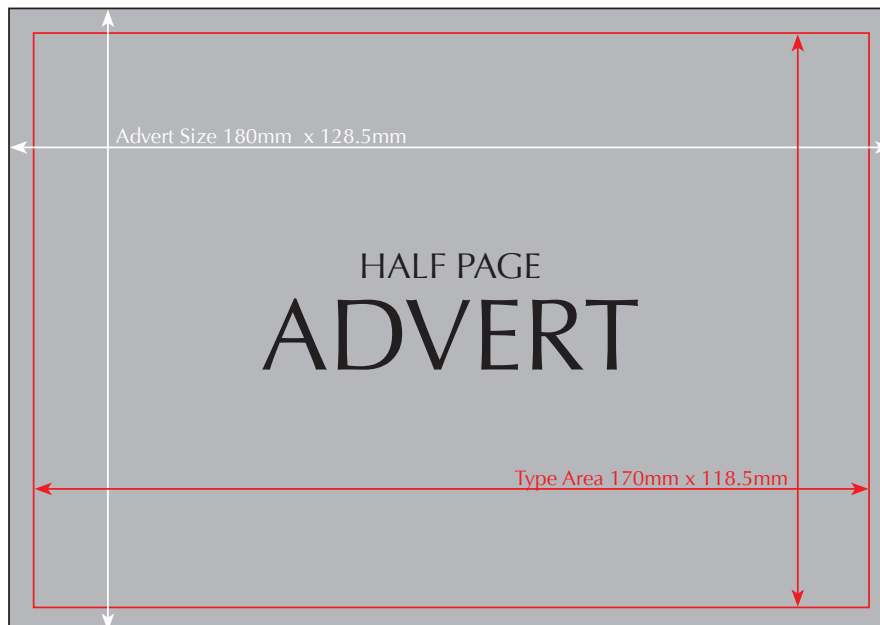 Advert Size 180mm  x 128.5mm
HALF PAGE
ADVERT
Type Area 170mm x 118.5mm